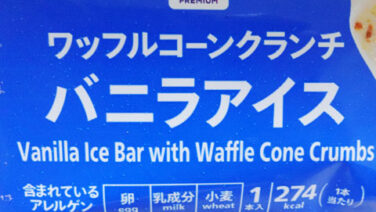 PREMIUM
ワッフルコーンクランチ
バニラアイス
Vanilla Ice Bar with Waffle Cone Crumbs
含まれている
アレルゲン
卵
egg
乳成分
milk
小麦
wheat
1
本入
274
kcal
(1本
当たり)